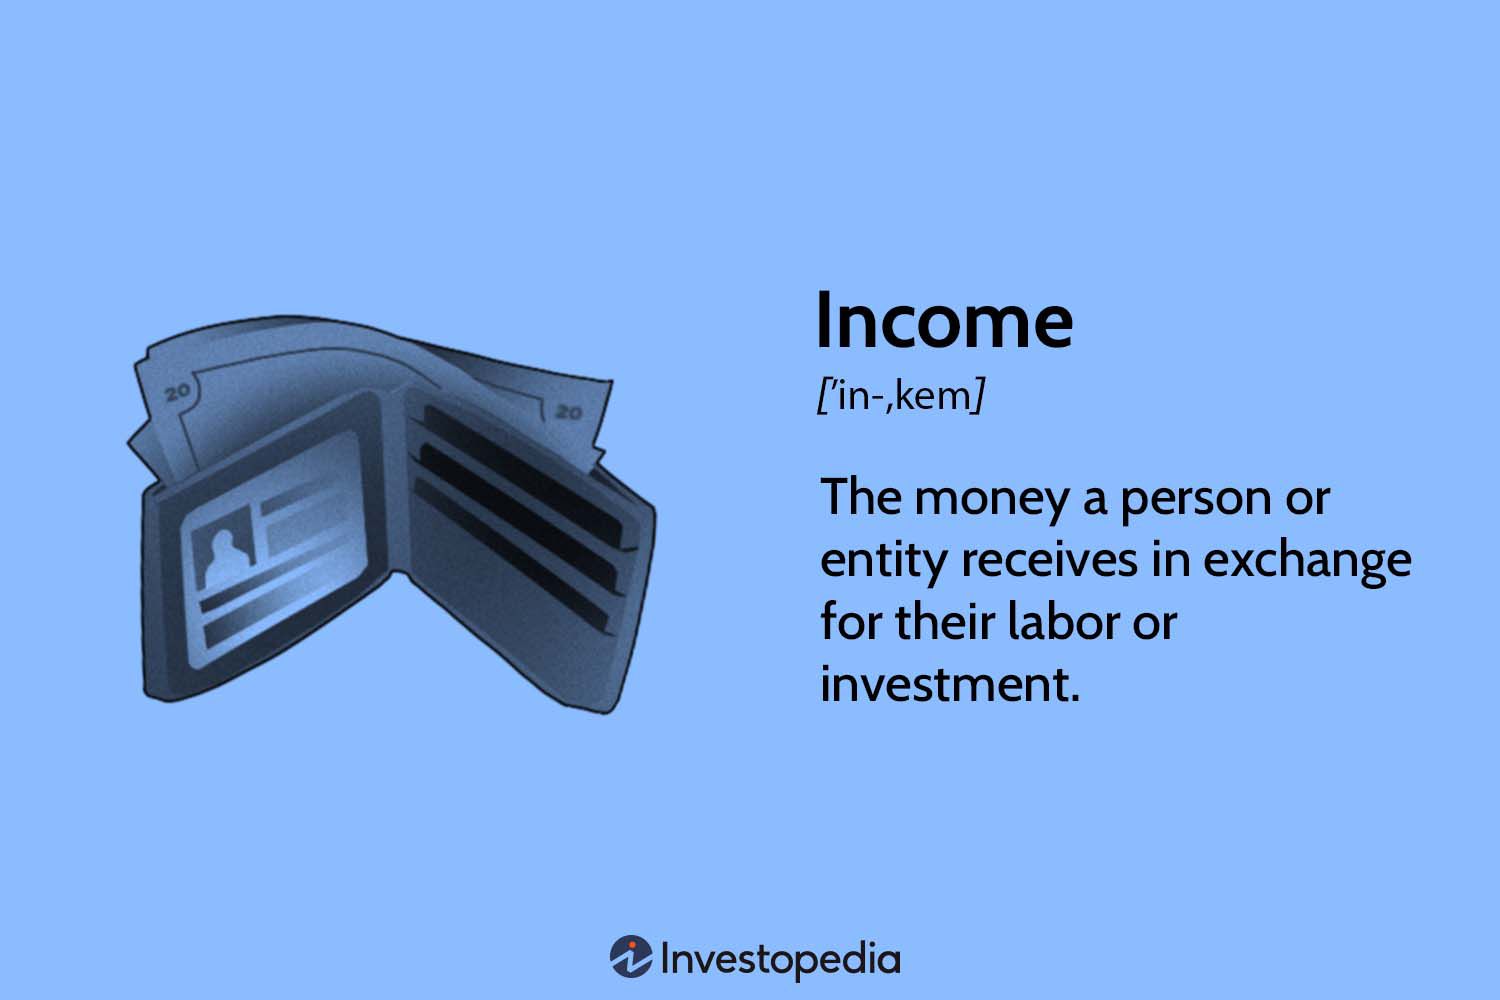 Income
['in-,kem]
20
20
The money a person or
entity receives in exchange
for their labor or
investment.
Investopedia